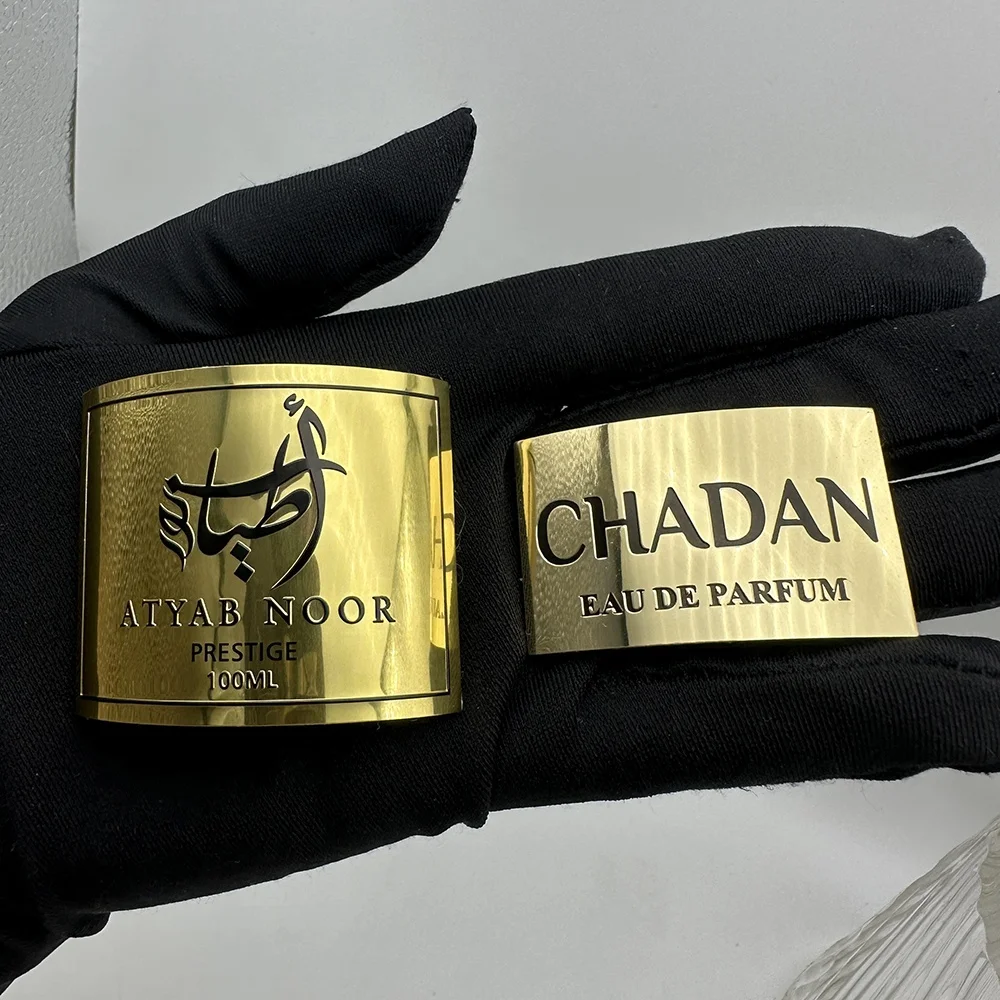 أطياب
ATYAB NOOR
PRESTIGE
100ML
CHADAN
EAU DE PARFUM